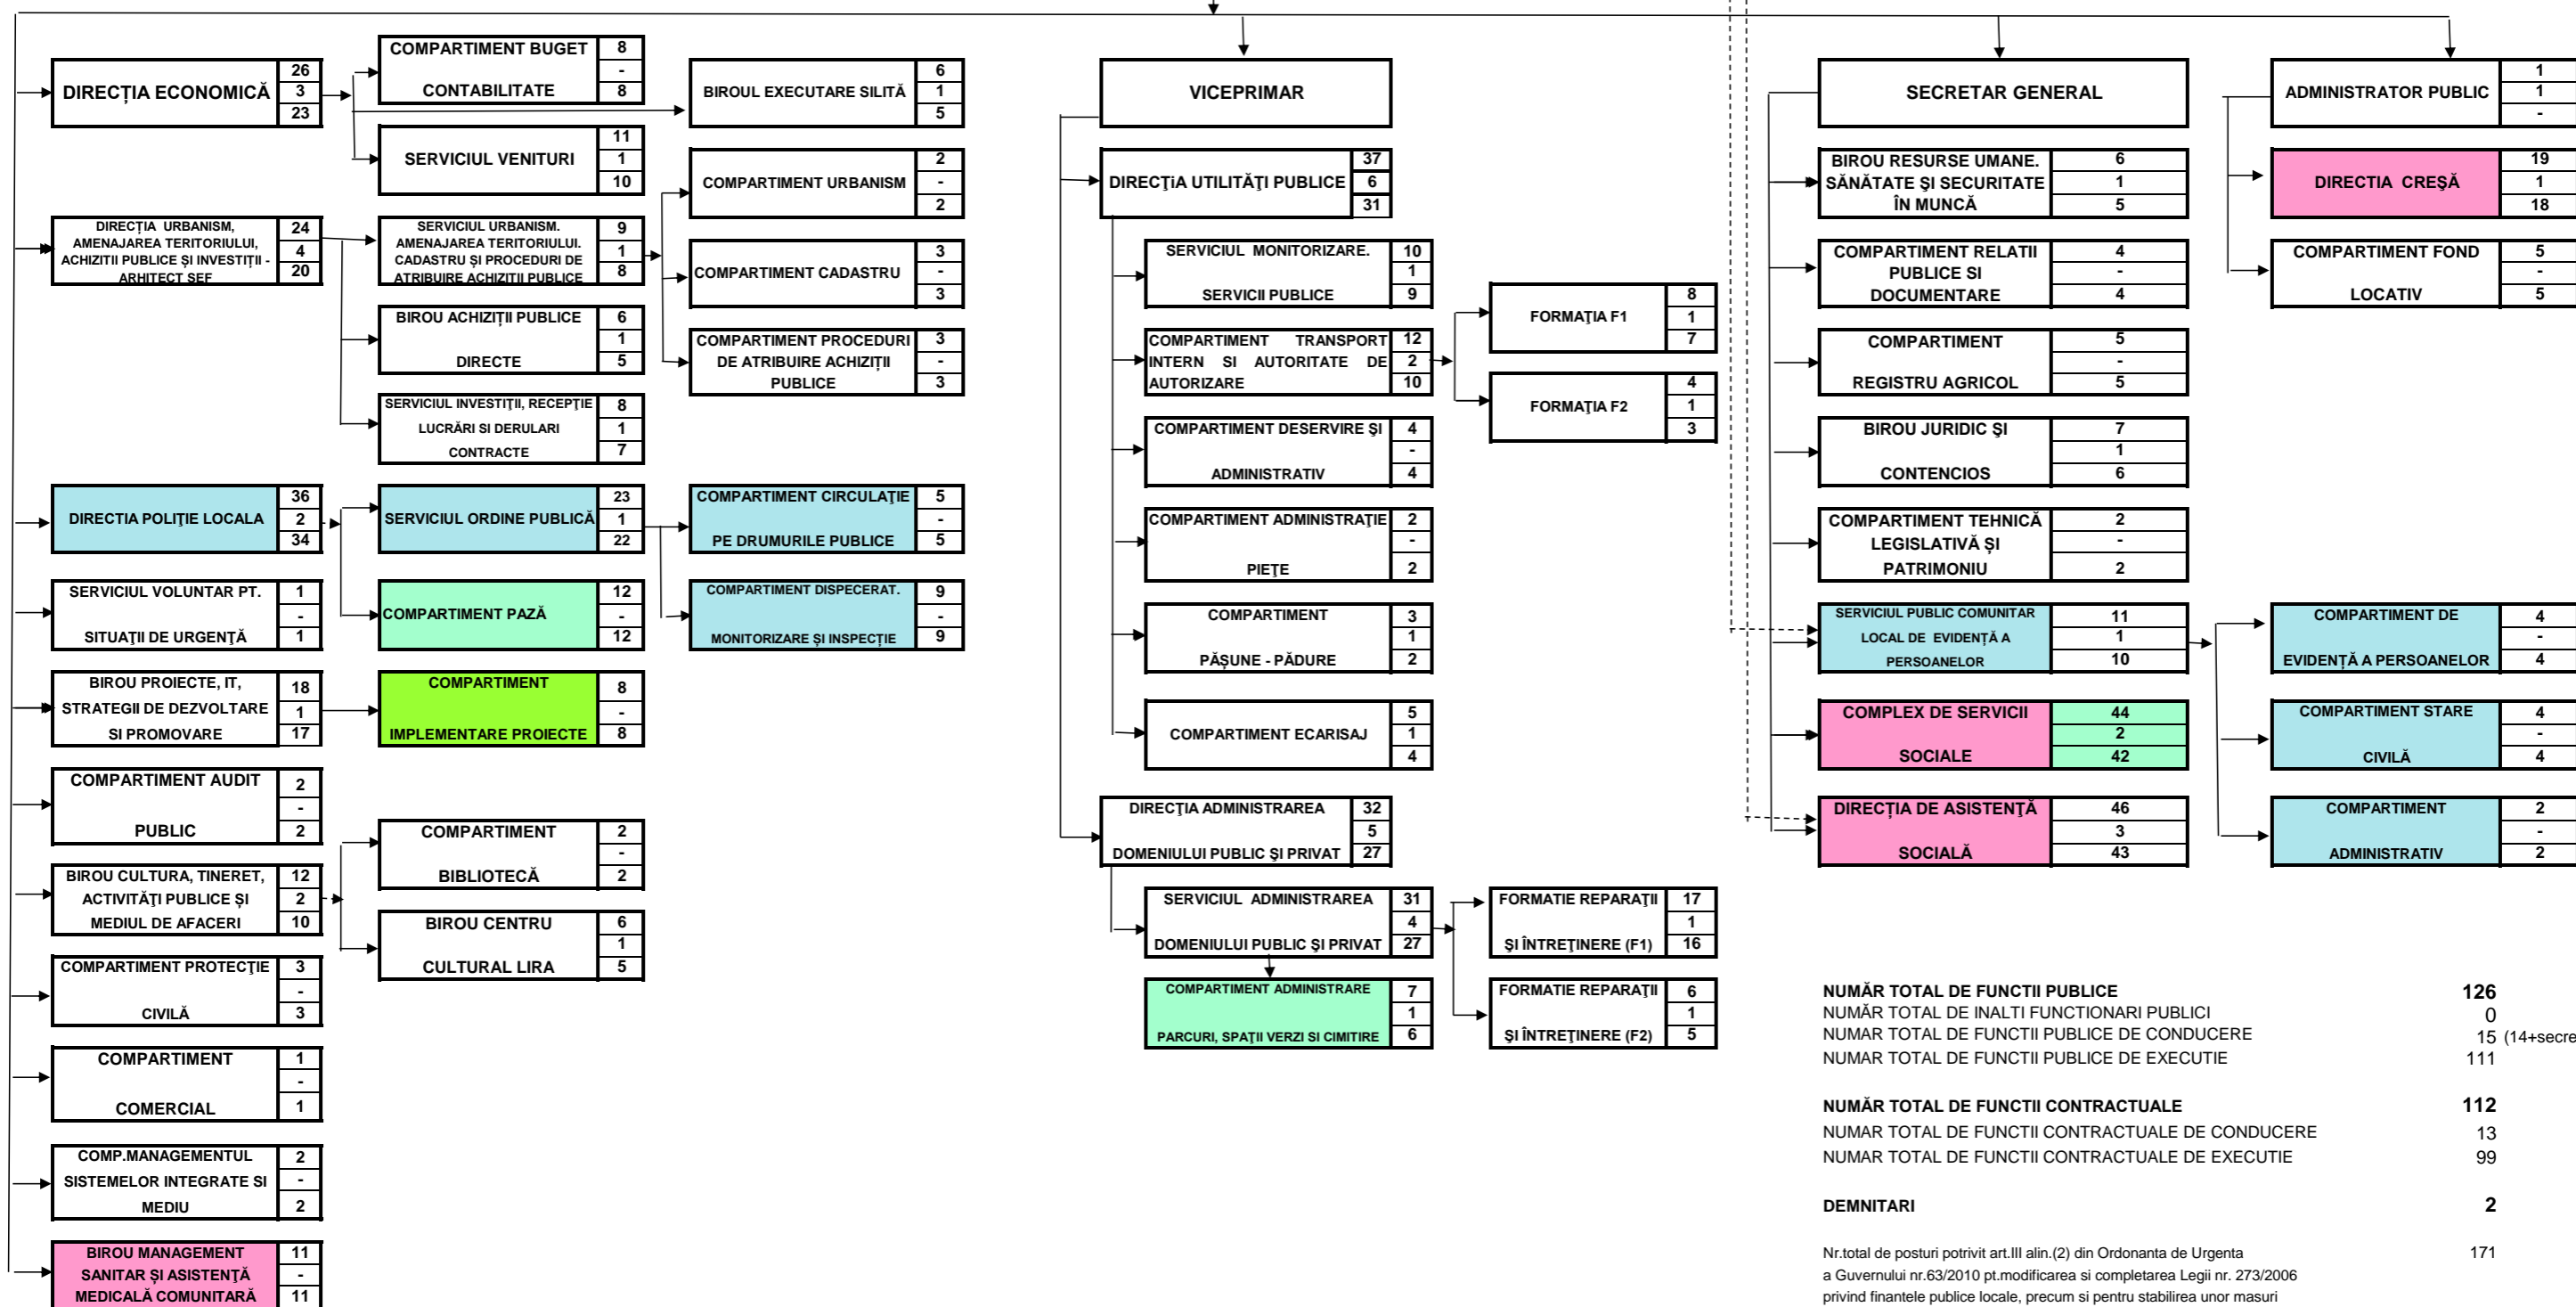 DIRECȚIA ECONOMICĂ
26
3
23
COMPARTIMENT BUGET
CONTABILITATE
8
-
8
BIROUL EXECUTARE SILITĂ
6
1
5
SERVICIUL VENITURI
11
1
10
DIRECȚIA URBANISM,
AMENAJAREA TERITORIULUI,
ACHIZITII PUBLICE ȘI INVESTIȚII -
ARHITECT SEF
24
4
20
SERVICIUL URBANISM.
AMENAJAREA TERITORIULUI.
CADASTRU ȘI PROCEDURI DE
ATRIBUIRE ACHIZITII PUBLICE
9
1
8
COMPARTIMENT URBANISM
2
-
2
COMPARTIMENT CADASTRU
3
-
3
COMPARTIMENT PROCEDURI
DE ATRIBUIRE ACHIZIȚII
PUBLICE
3
-
3
BIROU ACHIZIȚII PUBLICE
DIRECTE
6
1
5
SERVICIUL INVESTIȚII, RECEPȚIE
LUCRĂRI SI DERULARI
CONTRACTE
8
1
7
DIRECTIA POLIȚIE LOCALA
36
2
34
SERVICIUL ORDINE PUBLICĂ
23
1
22
COMPARTIMENT CIRCULAȚIE
PE DRUMURILE PUBLICE
5
-
5
COMPARTIMENT PAZĂ
12
-
12
COMPARTIMENT DISPECERAT.
MONITORIZARE ȘI INSPECȚIE
9
-
9
SERVICIUL VOLUNTAR PT.
SITUAȚII DE URGENȚĂ
1
-
1
BIROU PROIECTE, IT,
STRATEGII DE DEZVOLTARE
SI PROMOVARE
18
1
17
COMPARTIMENT
IMPLEMENTARE PROIECTE
8
-
8
COMPARTIMENT AUDIT
PUBLIC
2
-
2
BIROU CULTURA, TINERET,
ACTIVITĂȚI PUBLICE ȘI
MEDIUL DE AFACERI
12
2
10
COMPARTIMENT
BIBLIOTECĂ
2
-
2
BIROU CENTRU
CULTURAL LIRA
6
1
5
COMPARTIMENT PROTECȚIE
CIVILĂ
3
-
3
COMPARTIMENT
COMERCIAL
1
-
1
COMP.MANAGEMENTUL
SISTEMELOR INTEGRATE SI
MEDIU
2
-
2
BIROU MANAGEMENT
SANITAR ȘI ASISTENȚĂ
MEDICALĂ COMUNITARĂ
11
-
11
VICEPRIMAR
DIRECȚiA UTILITĂȚI PUBLICE
37
6
31
SERVICIUL MONITORIZARE.
SERVICII PUBLICE
10
1
9
COMPARTIMENT TRANSPORT
INTERN SI AUTORITATE DE
AUTORIZARE
12
2
10
FORMAȚIA F1
8
1
7
FORMAȚIA F2
4
1
3
COMPARTIMENT DESERVIRE ȘI
ADMINISTRATIV
4
-
4
COMPARTIMENT ADMINISTRAȚIE
PIEȚE
2
-
2
COMPARTIMENT
PĂȘUNE - PĂDURE
3
1
2
COMPARTIMENT ECARISAJ
5
1
4
DIRECȚIA ADMINISTRAREA
DOMENIULUI PUBLIC ȘI PRIVAT
32
5
27
SERVICIUL ADMINISTRAREA
DOMENIULUI PUBLIC ȘI PRIVAT
31
4
27
FORMATIE REPARAȚII
ȘI ÎNTREȚINERE (F1)
17
1
16
COMPARTIMENT ADMINISTRARE
PARCURI, SPAȚII VERZI SI CIMITIRE
7
1
6
FORMATIE REPARAȚII
ȘI ÎNTREȚINERE (F2)
6
1
5
SECRETAR GENERAL
BIROU RESURSE UMANE.
SĂNĂTATE ȘI SECURITATE
ÎN MUNCĂ
6
1
5
COMPARTIMENT RELATII
PUBLICE SI
DOCUMENTARE
4
-
4
COMPARTIMENT
REGISTRU AGRICOL
5
-
5
BIROU JURIDIC ȘI
CONTENCIOS
7
1
6
COMPARTIMENT TEHNICĂ
LEGISLATIVĂ ȘI
PATRIMONIU
2
-
2
SERVICIUL PUBLIC COMUNITAR
LOCAL DE EVIDENȚĂ A
PERSOANELOR
11
1
10
COMPLEX DE SERVICII
SOCIALE
44
2
42
DIRECȚIA DE ASISTENȚĂ
SOCIALĂ
46
3
43
ADMINISTRATOR PUBLIC
1
1
-
DIRECTIA CREȘĂ
19
1
18
COMPARTIMENT FOND
LOCATIV
5
-
5
COMPARTIMENT DE
EVIDENȚĂ A PERSOANELOR
4
-
4
COMPARTIMENT STARE
CIVILĂ
4
-
4
COMPARTIMENT
ADMINISTRATIV
2
-
2
NUMĂR TOTAL DE FUNCTII PUBLICE 126
NUMĂR TOTAL DE INALTI FUNCTIONARI PUBLICI 0
NUMAR TOTAL DE FUNCTII PUBLICE DE CONDUCERE 15 (14+secre
NUMAR TOTAL DE FUNCTII PUBLICE DE EXECUTIE 111
NUMĂR TOTAL DE FUNCTII CONTRACTUALE 112
NUMAR TOTAL DE FUNCTII CONTRACTUALE DE CONDUCERE 13
NUMAR TOTAL DE FUNCTII CONTRACTUALE DE EXECUTIE 99
DEMNITARI 2
Nr.total de posturi potrivit art.III alin.(2) din Ordonanta de Urgenta 171
a Guvernului nr.63/2010 pt.modificarea si completarea Legii nr. 273/2006
privind finantele publice locale, precum si pentru stabilirea unor masuri